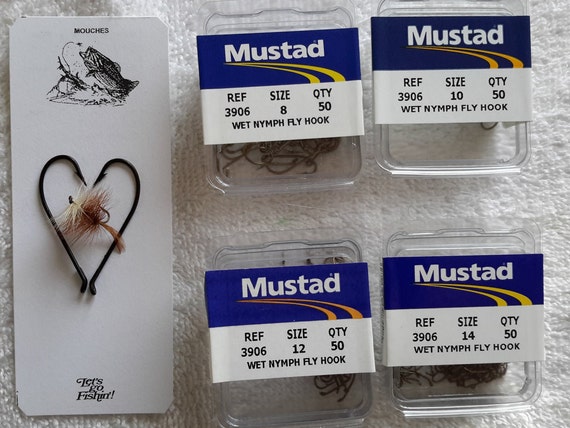 MOUCHES
Let's
go
Fishin'!
Mustad
REF SIZE QTY
3906 8 50
WET NYMPH FLY HOOK
Mustad
REF SIZE QTY
3906 10 50
WET NYMPH FLY HOOK
Mustad
REF SIZE QTY
3906 12 50
WET NYMPH FLY HOOK
Mustad
REF SIZE QTY
3906 14 50
WET NYMPH FLY HOOK